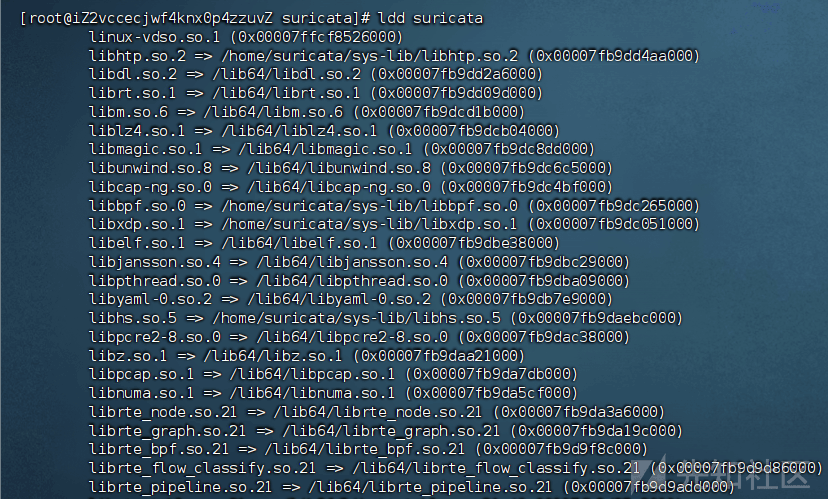 [root@iZ2vccecjwf4knx0p4zzuvZ suricata]# ldd suricata
linux-vdso.so.1 (0x00007ffcf8526000)
libhtp.so.2 => /home/suricata/sys-lib/libhtp.so.2 (0x00007fb9dd4aa000)
libdl.so.2 => /lib64/libdl.so.2 (0x00007fb9dd2a6000)
librt.so.1 => /lib64/librt.so.1 (0x00007fb9dd09d000)
libm.so.6 => /lib64/libm.so.6 (0x00007fb9dcd1b000)
liblz4.so.1 => /lib64/liblz4.so.1 (0x00007fb9dcb04000)
libmagic.so.1 => /lib64/libmagic.so.1 (0x00007fb9dc8dd000)
libunwind.so.8 => /lib64/libunwind.so.8 (0x00007fb9dc6c5000)
libcap-ng.so.0 => /lib64/libcap-ng.so.0 (0x00007fb9dc4bf000)
libbpf.so.0 => /home/suricata/sys-lib/libbpf.so.0 (0x00007fb9dc265000)
libxdp.so.1 => /home/suricata/sys-lib/libxdp.so.1 (0x00007fb9dc051000)
libelf.so.1 => /lib64/libelf.so.1 (0x00007fb9dbe38000)
libjansson.so.4 => /lib64/libjansson.so.4 (0x00007fb9dbc29000)
libpthread.so.0 => /lib64/libpthread.so.0 (0x00007fb9dba09000)
libyaml-0.so.2 => /lib64/libyaml-0.so.2 (0x00007fb9db7e9000)
libhs.so.5 => /home/suricata/sys-lib/libhs.so.5 (0x00007fb9daebc000)
libpcre2-8.so.0 => /lib64/libpcre2-8.so.0 (0x00007fb9dac38000)
libz.so.1 => /lib64/libz.so.1 (0x00007fb9daa21000)
libpcap.so.1 => /lib64/libpcap.so.1 (0x00007fb9da7db000)
libnuma.so.1 => /lib64/libnuma.so.1 (0x00007fb9da5cf000)
librte_node.so.21 => /lib64/librte_node.so.21 (0x00007fb9da3a6000)
librte_graph.so.21 => /lib64/librte_graph.so.21 (0x00007fb9da19c000)
librte_bpf.so.21 => /lib64/librte_bpf.so.21 (0x00007fb9d9f8c000)
librte_flow_classify.so.21 => /lib64/librte_flow_classify.so.21 (0x00007fb9d9d86000)
librte_pipeline.so.21 => /lib64/librte_pipeline.so.21 (0x00007fb9d9add000)
先知社区